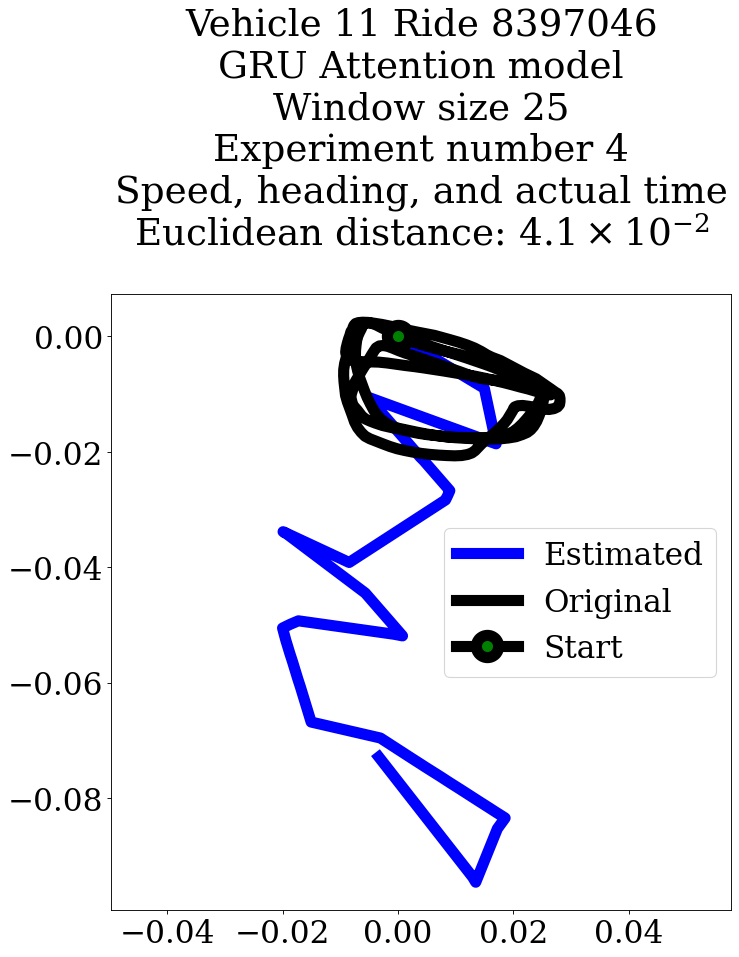 Vehicle 11 Ride 8397046
GRU Attention model
Window size 25
Experiment number 4
Speed, heading, and actual time
Euclidean distance: 4.1 × 10⁻²
0.00
−0.02
−0.04
−0.06
−0.08
Estimated
Original
Start
−0.04 −0.02 0.00 0.02 0.04